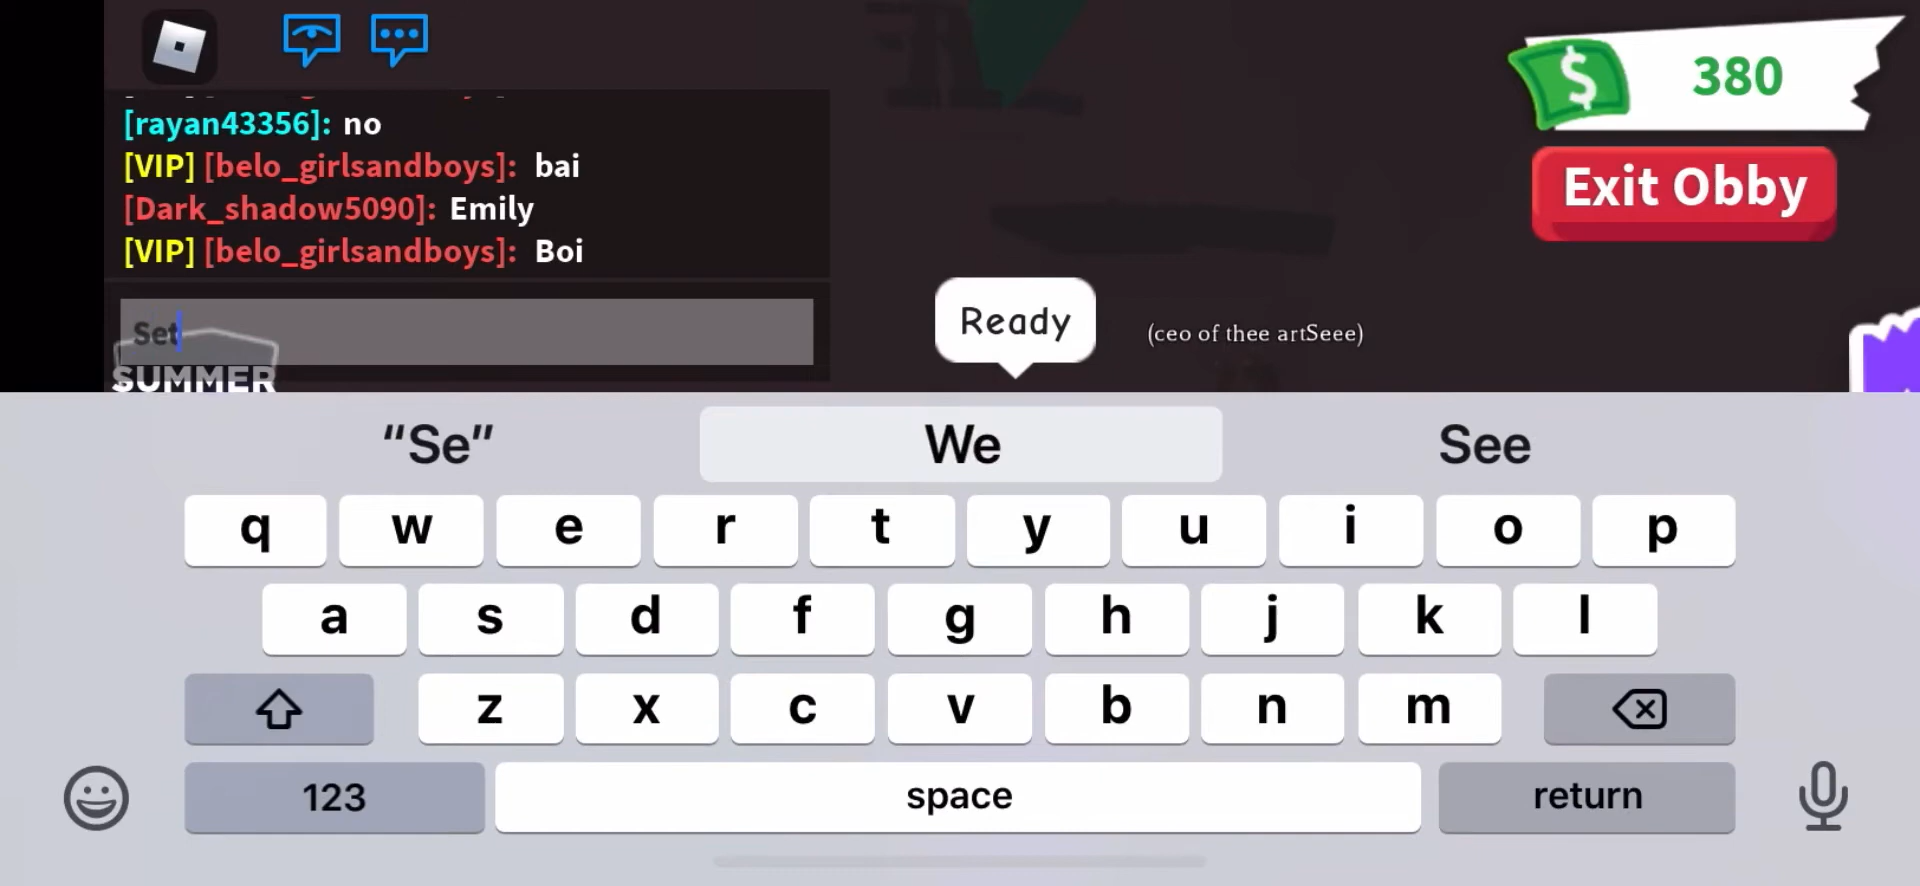 380
[rayan43356]: no
[VIP] [belo_girlsandboys]: bai
Exit Obby
[Dark_shadow5090]: Emily
[VIP] [belo_girlsandboys]: Boi
Set
Ready
(ceo of thee artSeee)
SUMMER
“Se” We See
q w e r t y u i o p
a s d f g h j k l
z x c v b n m
123 space return